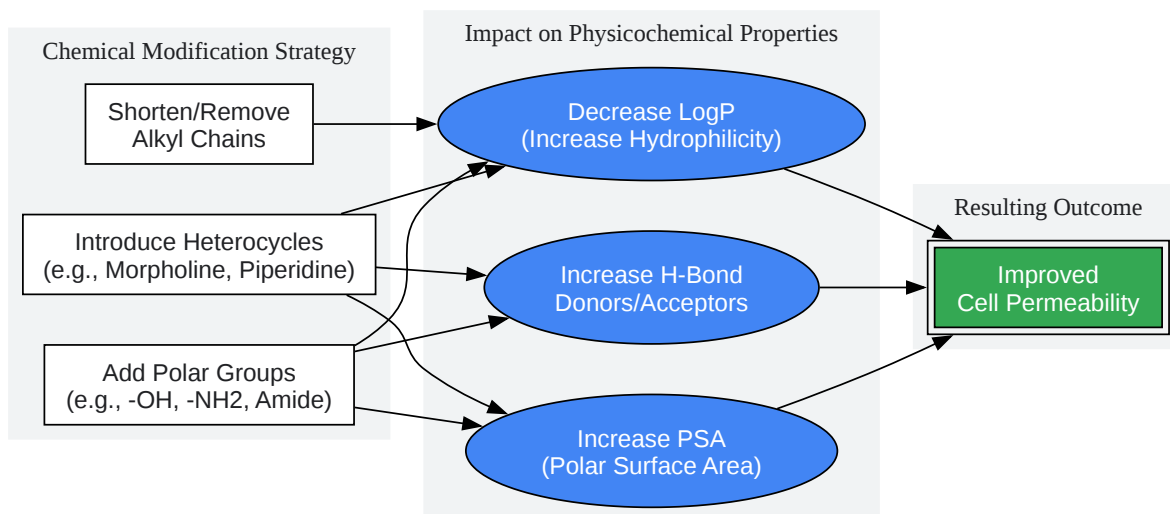 Chemical Modification Strategy
Shorten/Remove
Alkyl Chains
Introduce Heterocycles
(e.g., Morpholine, Piperidine)
Add Polar Groups
(e.g., -OH, -NH2, Amide)
Impact on Physicochemical Properties
Decrease LogP
(Increase Hydrophilicity)
Increase H-Bond
Donors/Acceptors
Increase PSA
(Polar Surface Area)
Resulting Outcome
Improved
Cell Permeability